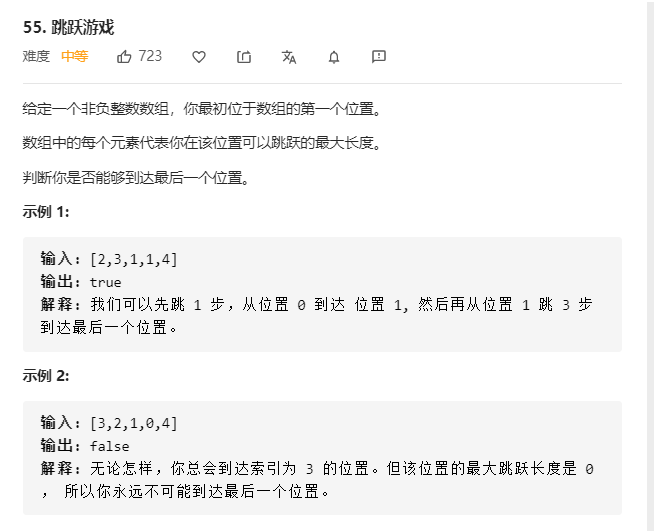 55. 跳跃游戏
难度 中等 723
给定一个非负整数数组，你最初位于数组的第一个位置。
数组中的每个元素代表你在该位置可以跳跃的最大长度。
判断你是否能够到达最后一个位置。
示例 1:
输入: [2,3,1,1,4]
输出: true
解释: 我们可以先跳 1 步，从位置 0 到达 位置 1, 然后再从位置 1 跳 3 步
到达最后一个位置。
示例 2:
输入: [3,2,1,0,4]
输出: false
解释: 无论怎样，你总会到达索引为 3 的位置。但该位置的最大跳跃长度是 0
， 所以你永远不可能到达最后一个位置。